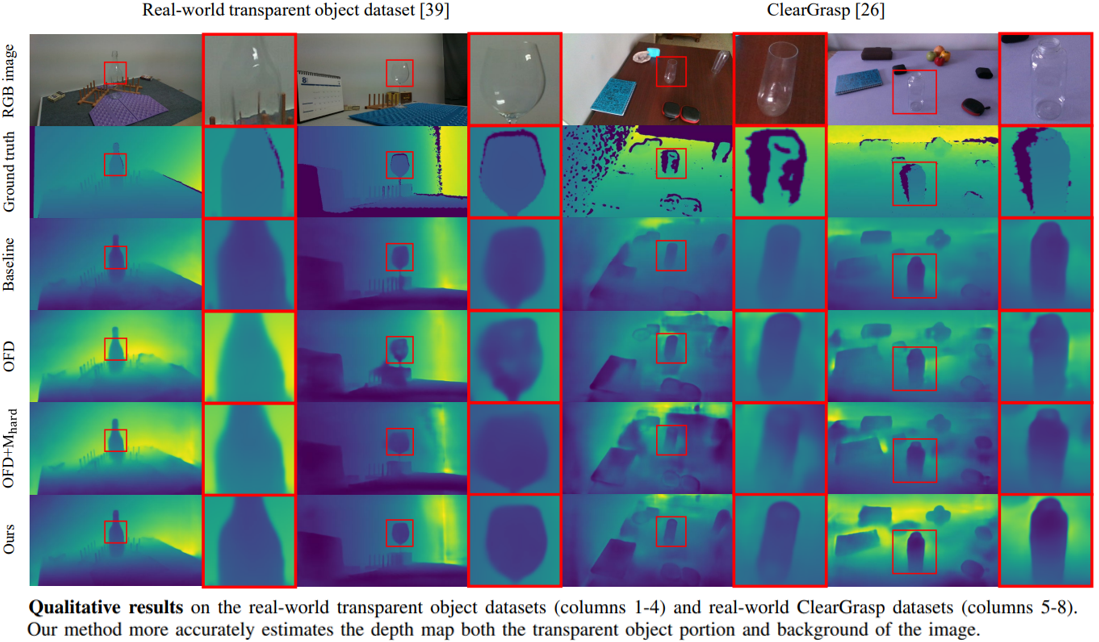 Real-world transparent object dataset [39]
ClearGrasp [26]
RGB image
Ground truth
Baseline
OFD
OFD+Mhard
Ours
Qualitative results on the real-world transparent object datasets (columns 1-4) and real-world ClearGrasp datasets (columns 5-8).
Our method more accurately estimates the depth map both the transparent object portion and background of the image.